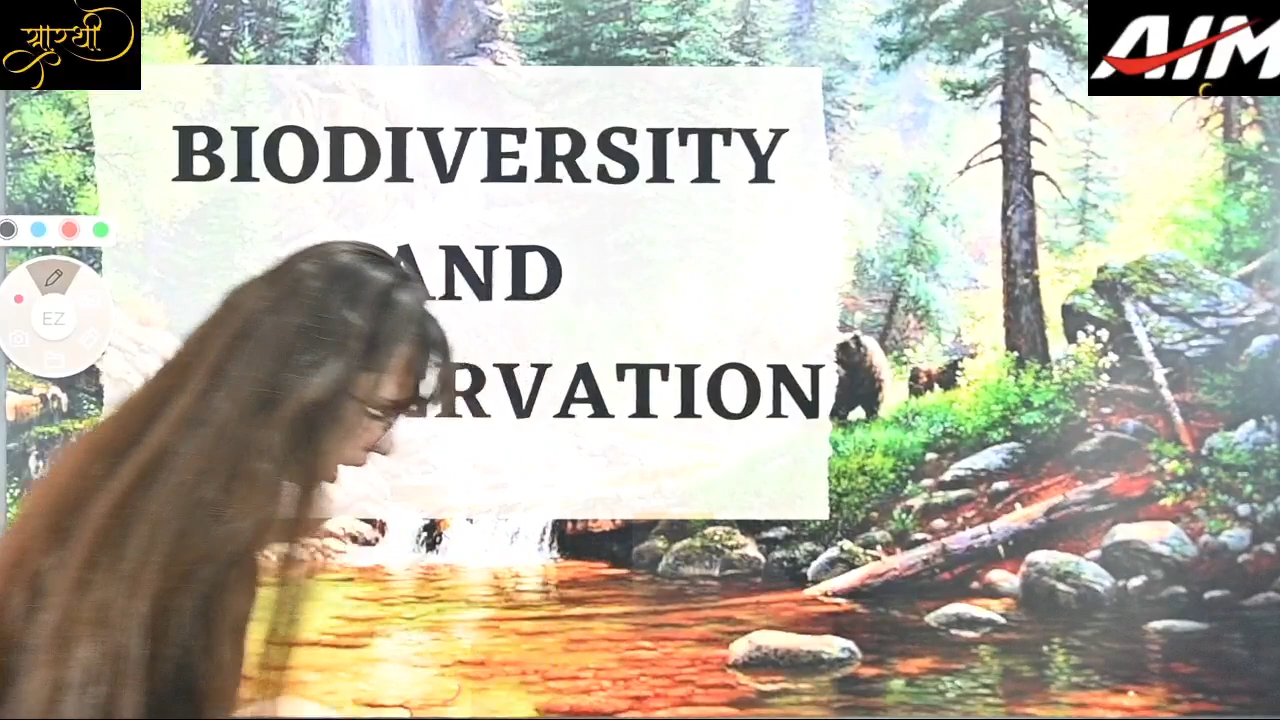 सारथी
AIM
BIODIVERSITY
AND
ERVATION
EZ